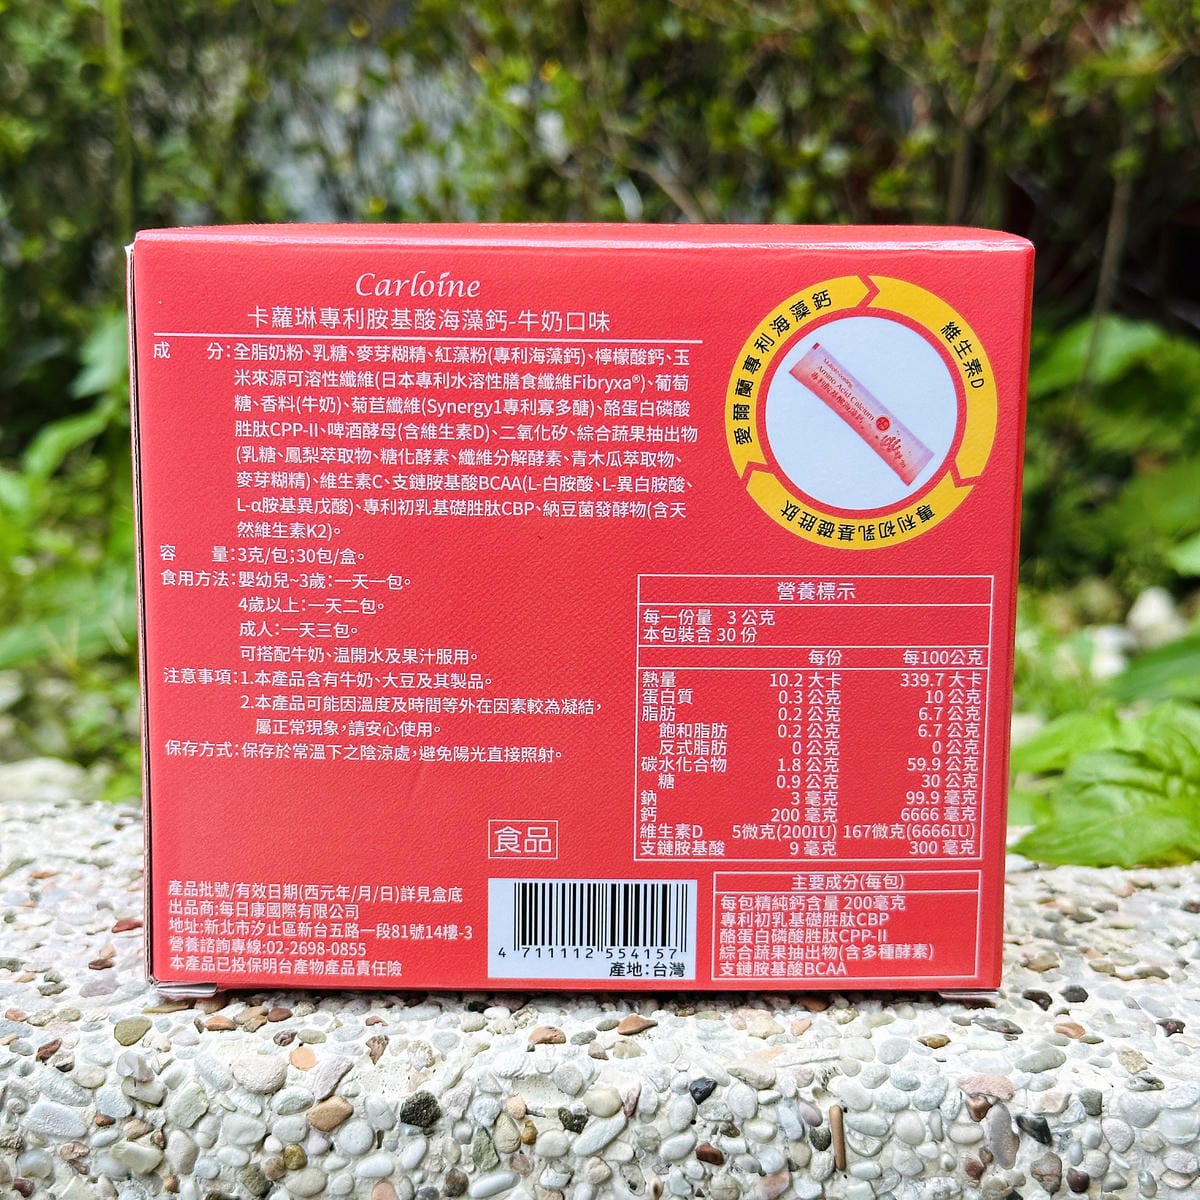 Carloine
卡蘿琳專利胺基酸海藻鈣-牛奶口味
成　　分:全脂奶粉、乳糖、麥芽糊精、紅藻粉(專利海藻鈣)、檸檬酸鈣、玉
米來源可溶性纖維(日本專利水溶性膳食纖維Fibryxa®)、葡萄
糖、香料(牛奶)、菊苣纖維(Synergy1專利寡多醣)、酪蛋白磷酸
胜肽CPP-II、啤酒酵母(含維生素D)、二氧化矽、綜合蔬果抽出物
(乳糖、鳳梨萃取物、糖化酵素、纖維分解酵素、青木瓜萃取物、
麥芽糊精)、維生素C、支鏈胺基酸BCAA(L-白胺酸、L-異白胺酸、
L-α胺基異戊酸)、專利初乳基礎胜肽CBP、納豆菌發酵物(含天
然維生素K2)。
容　　量:3克/包;30包/盒。
食用方法:嬰幼兒~3歲:一天一包。
4歲以上:一天二包。
成人:一天三包。
可搭配牛奶、溫開水及果汁服用。
注意事項:1.本產品含有牛奶、大豆及其製品。
2.本產品可能因溫度及時間等外在因素較為凝結,
屬正常現象,請安心使用。
保存方式:保存於常溫下之陰涼處,避免陽光直接照射。
食品
產品批號/有效日期(西元年/月/日)詳見盒底
出品商:每日康國際有限公司
地址:新北市汐止區新台五路一段81號14樓-3
營養諮詢專線:02-2698-0855
本產品已投保明台產物產品責任險
4 711112 554157
產地:台灣
愛爾蘭專利海藻鈣
維生素D
專利初乳基礎胜肽
Amino Acid Calcium
營養標示
每一份量 3 公克
本包裝含 30 份
每份 每100公克
熱量 10.2 大卡 339.7 大卡
蛋白質 0.3 公克 10 公克
脂肪 0.2 公克 6.7 公克
飽和脂肪 0.2 公克 6.7 公克
反式脂肪 0 公克 0 公克
碳水化合物 1.8 公克 59.9 公克
糖 0.9 公克 30 公克
鈉 3 毫克 99.9 毫克
鈣 200 毫克 6666 毫克
維生素D 5微克(200IU) 167微克(6666IU)
支鏈胺基酸 9 毫克 300 毫克
主要成分(每包)
每包精純鈣含量 200毫克
專利初乳基礎胜肽CBP
酪蛋白磷酸胜肽CPP-II
綜合蔬果抽出物(含多種酵素)
支鏈胺基酸BCAA